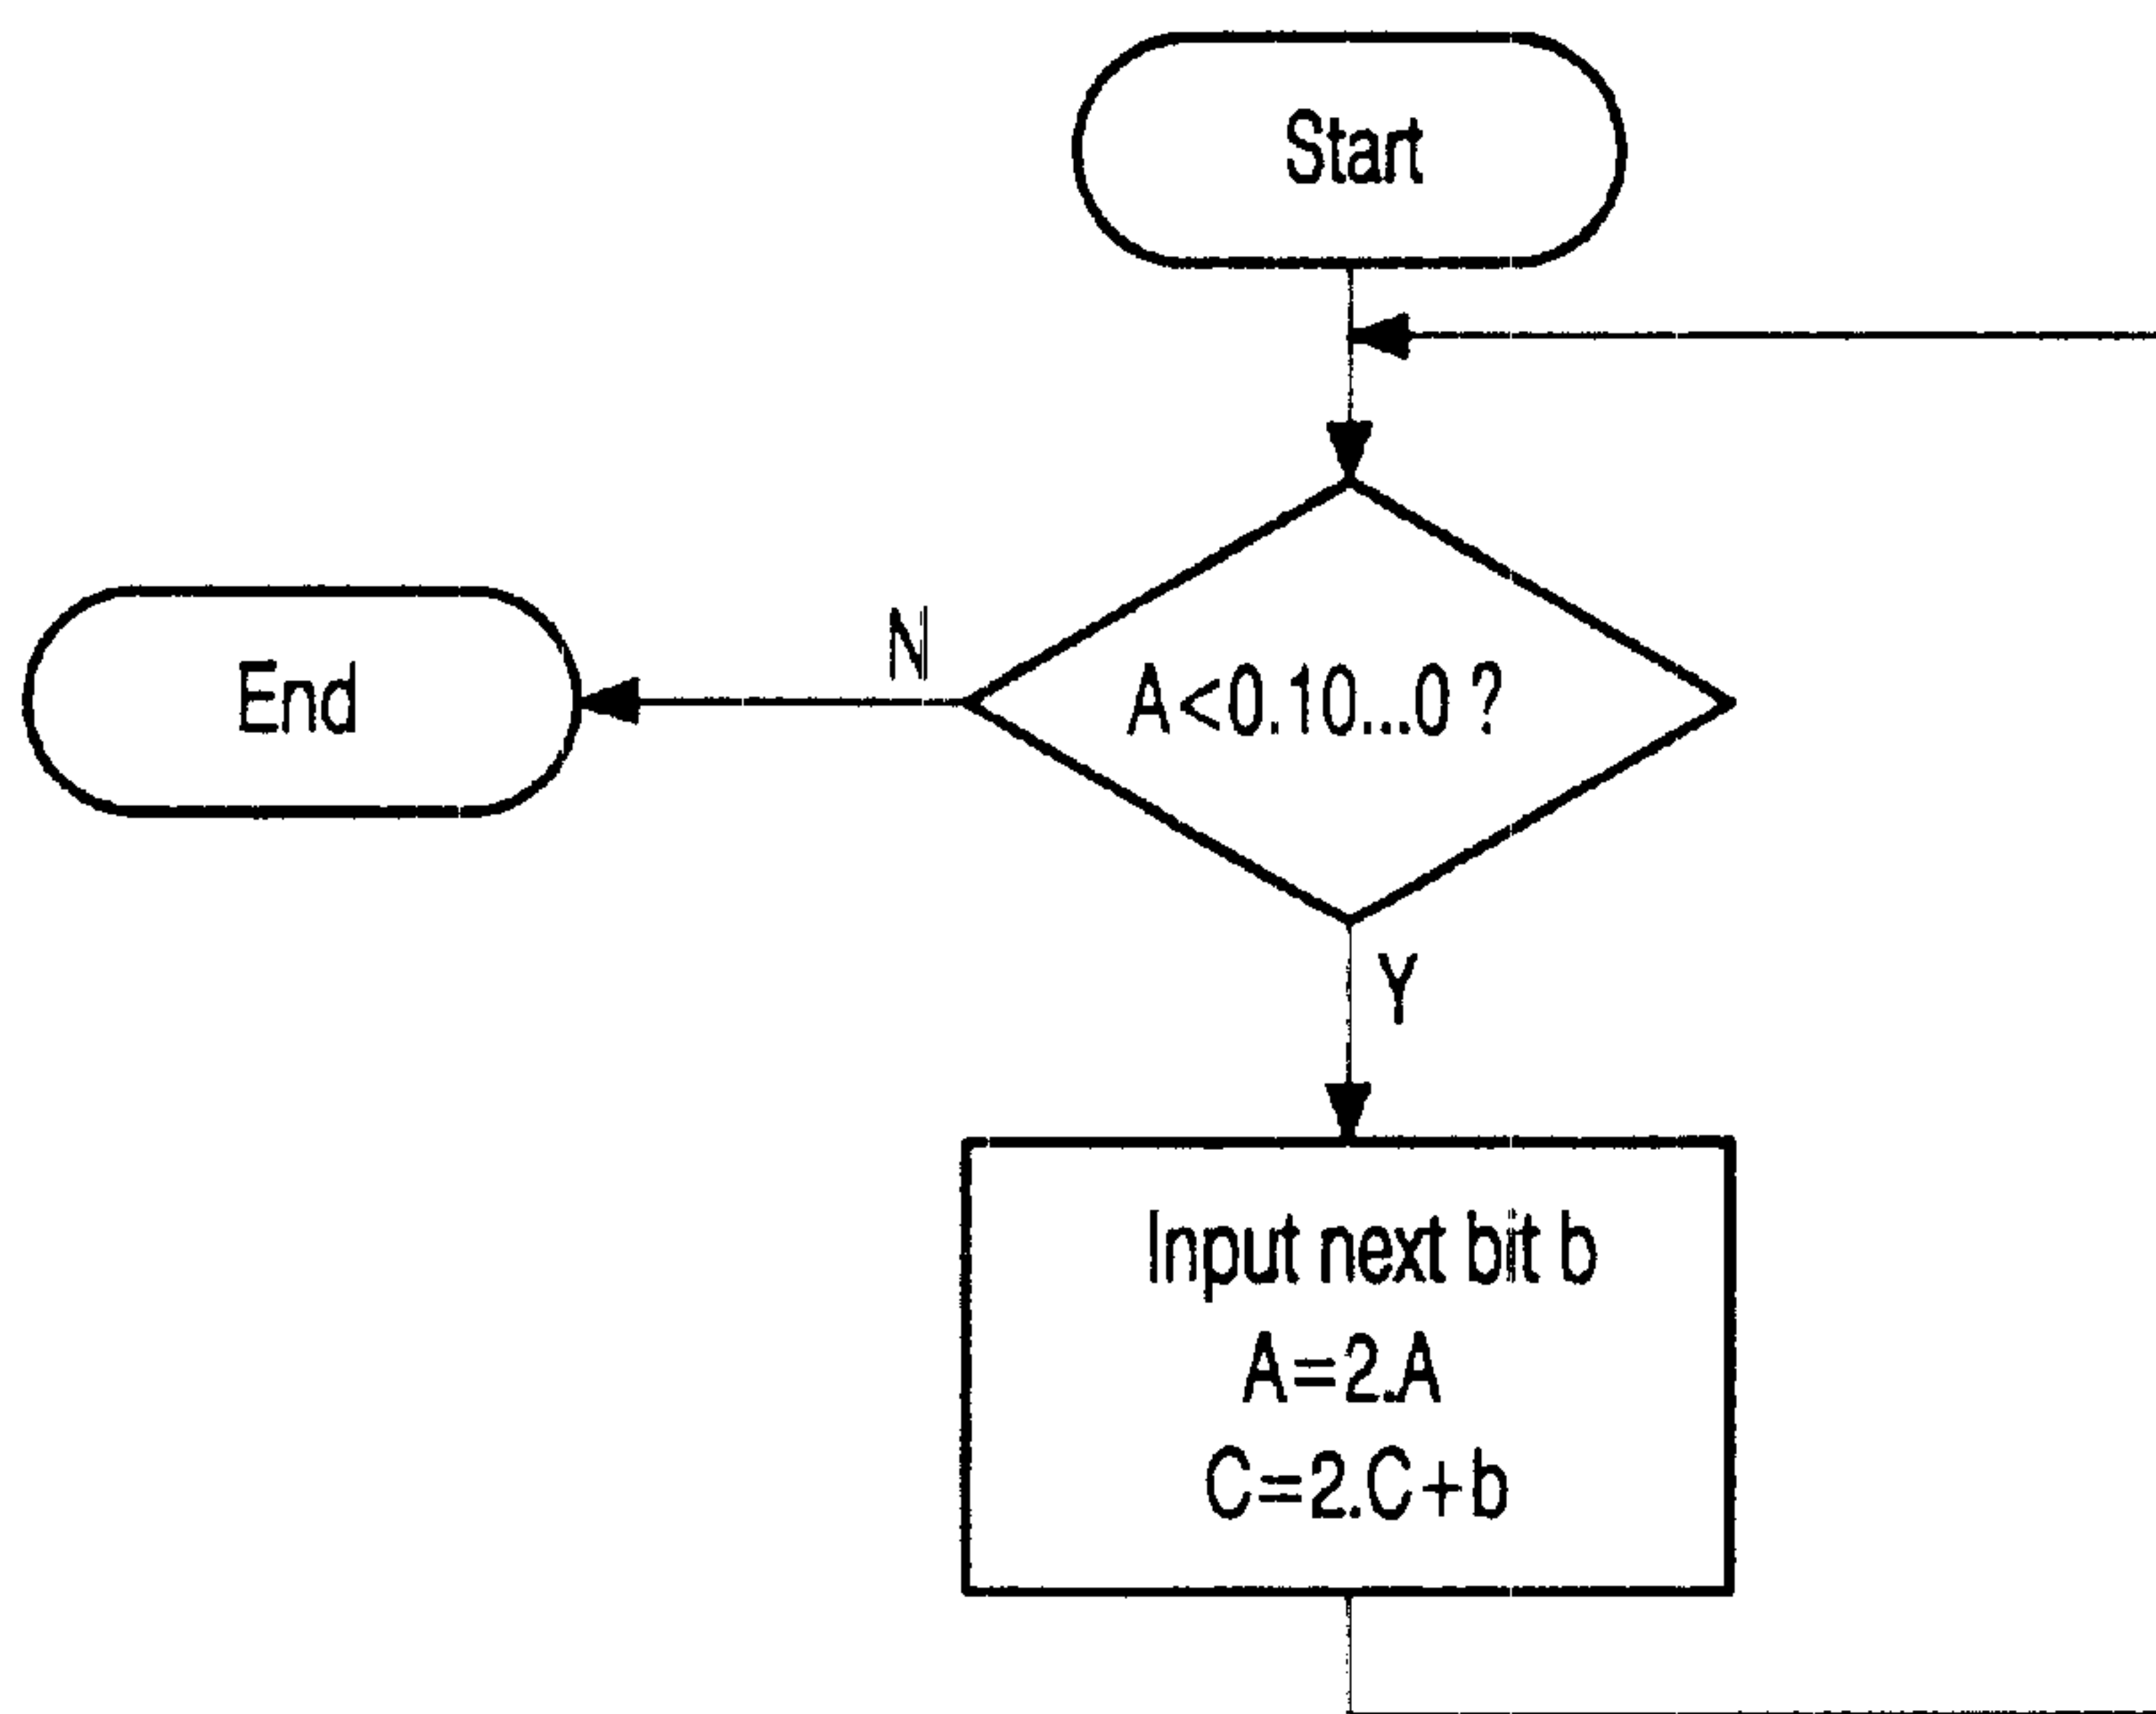 Start
N
End
A<0.10...0 ?
Y
Input next bit b
A=2.A
C=2.C+b